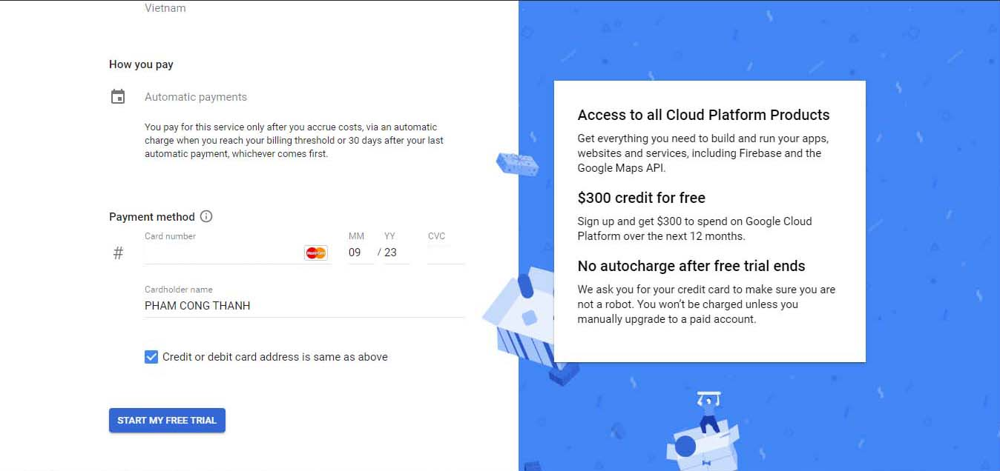 Vietnam
How you pay
Automatic payments
You pay for this service only after you accrue costs, via an automatic
charge when you reach your billing threshold or 30 days after your last
automatic payment, whichever comes first.
Payment method
Card number
MM
YY
CVC
#
MasterCard
09
/ 23
Cardholder name
PHAM CONG THANH
Credit or debit card address is same as above
START MY FREE TRIAL
Access to all Cloud Platform Products
Get everything you need to build and run your apps,
websites and services, including Firebase and the
Google Maps API.
$300 credit for free
Sign up and get $300 to spend on Google Cloud
Platform over the next 12 months.
No autocharge after free trial ends
We ask you for your credit card to make sure you are
not a robot. You won’t be charged unless you
manually upgrade to a paid account.